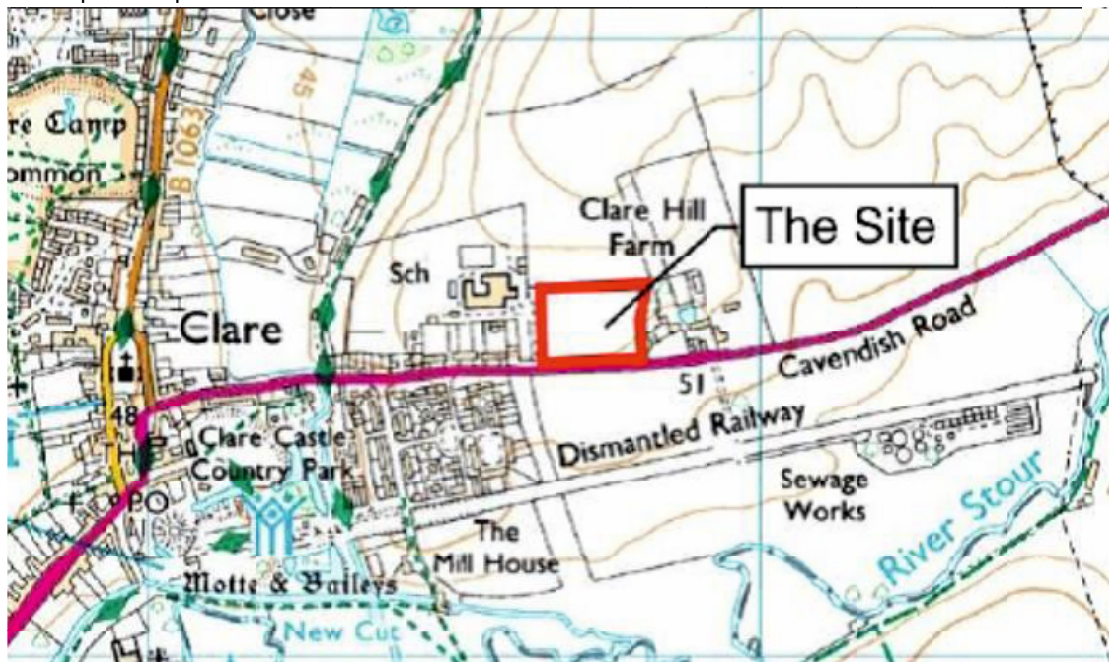 Close
45
re Camp
ommon
B 1063
Clare Hill
Farm
The Site
Sch
Clare
48
51
Cavendish Road
Dismantled Railway
Clare Castle
Country Park
Sewage
Works
PO
The
Mill House
River Stour
Motte & Baileys
New Cut